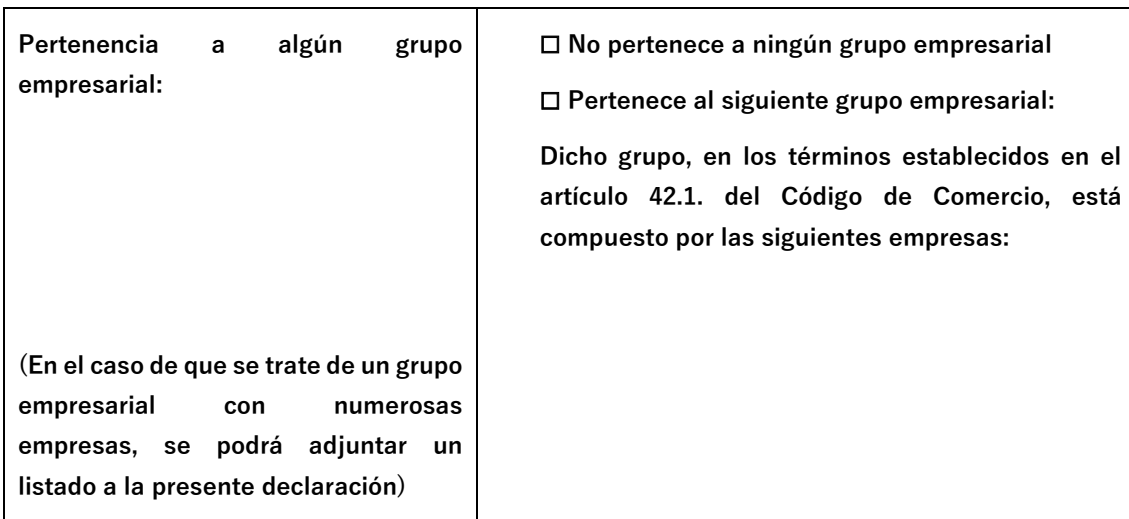 Pertenencia a algún grupo
empresarial:
(En el caso de que se trate de un grupo
empresarial con numerosas
empresas, se podrá adjuntar un
listado a la presente declaración)
☐ No pertenece a ningún grupo empresarial
☐ Pertenece al siguiente grupo empresarial:
Dicho grupo, en los términos establecidos en el
artículo 42.1. del Código de Comercio, está
compuesto por las siguientes empresas: